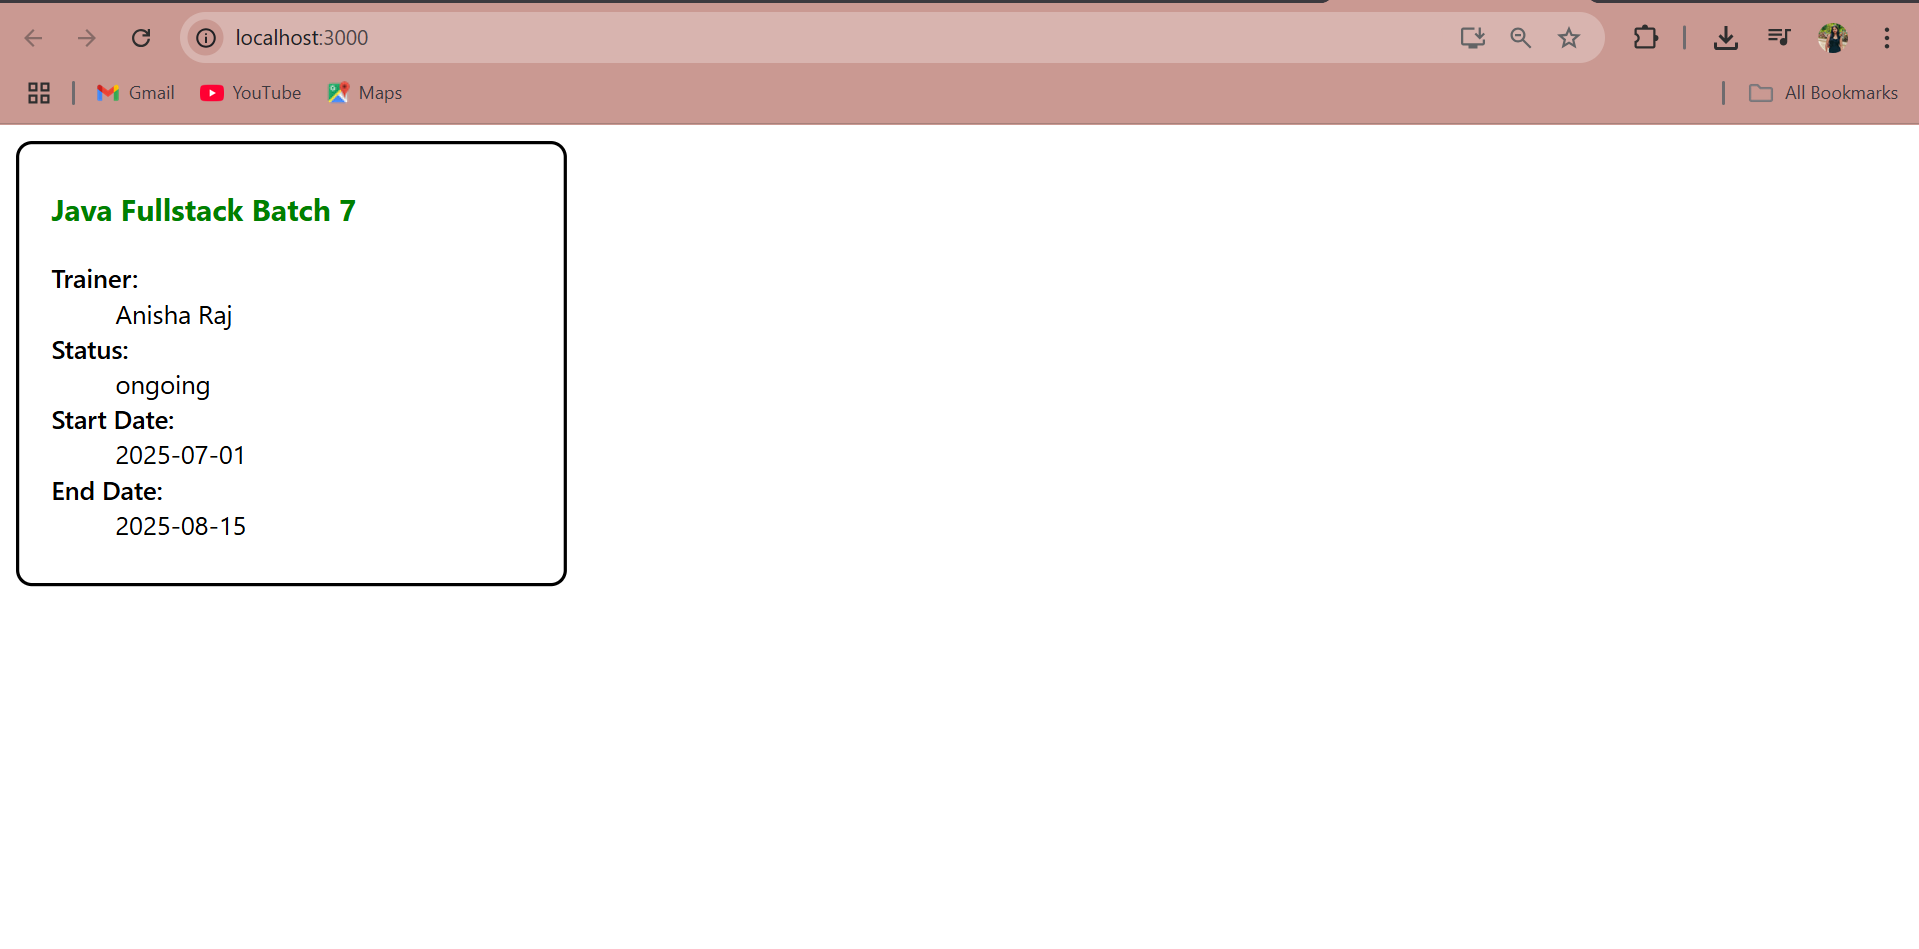 localhost:3000
Gmail YouTube Maps All Bookmarks
Java Fullstack Batch 7
Trainer:
Anisha Raj
Status:
ongoing
Start Date:
2025-07-01
End Date:
2025-08-15